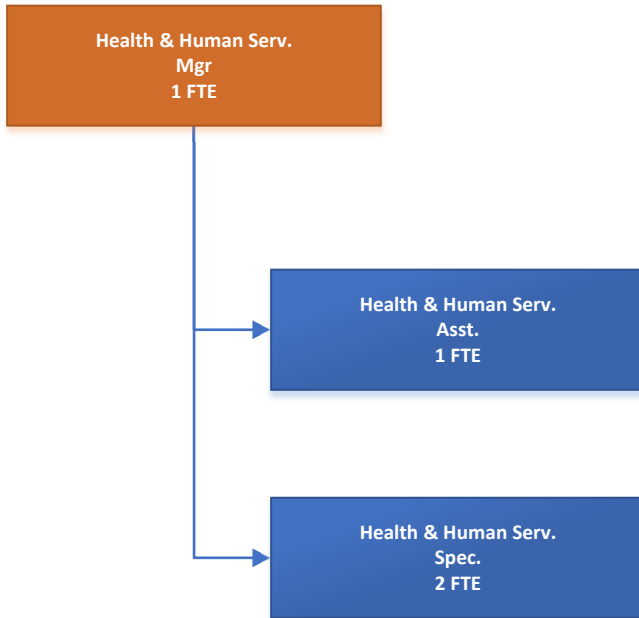 Health & Human Serv.
Mgr
1 FTE
Health & Human Serv.
Asst.
1 FTE
Health & Human Serv.
Spec.
2 FTE